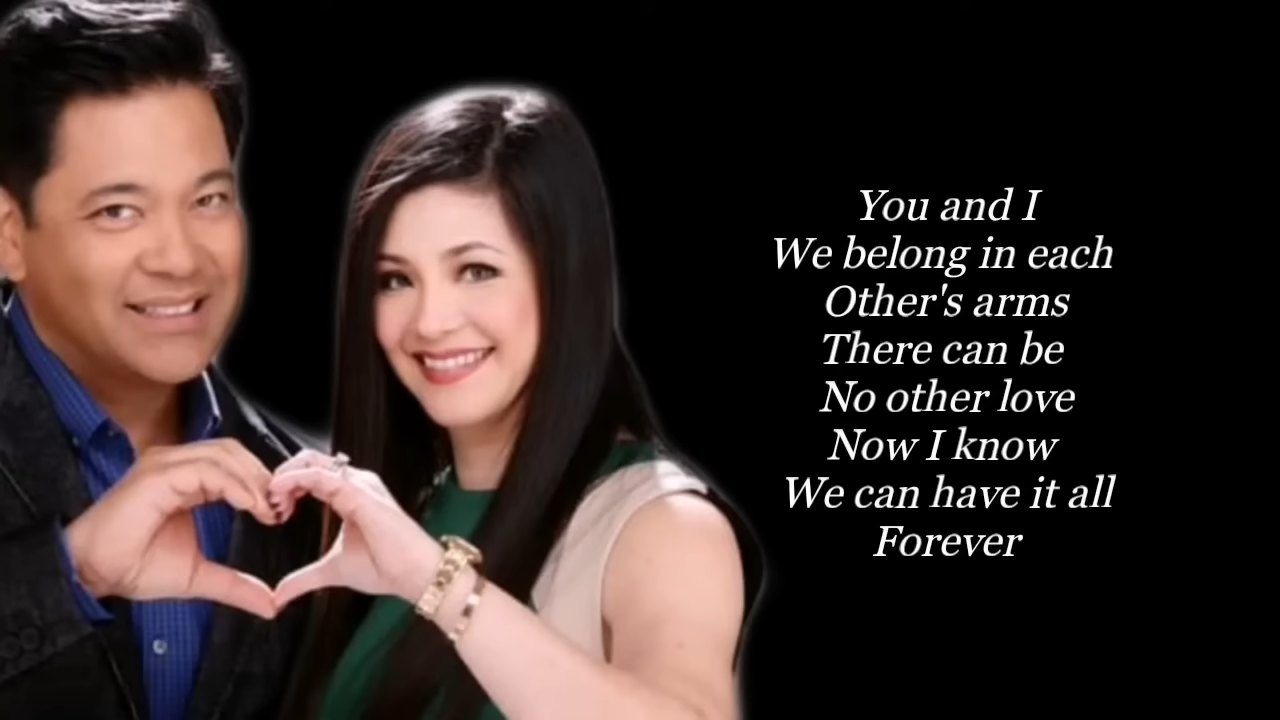 You and I
We belong in each
Other's arms
There can be
No other love
Now I know
We can have it all
Forever